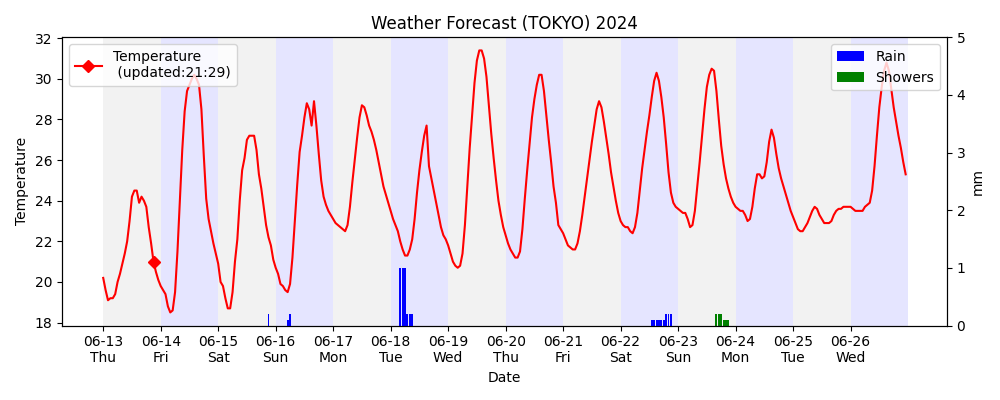 Weather Forecast (TOKYO) 2024
Temperature
(updated:21:29)
Rain
Showers
Temperature
32
30
28
26
24
22
20
18
5
4
3
2
1
0
mm
06-13 06-14 06-15 06-16 06-17 06-18 06-19 06-20 06-21 06-22 06-23 06-24 06-25 06-26
Thu Fri Sat Sun Mon Tue Wed Thu Fri Sat Sun Mon Tue Wed
Date